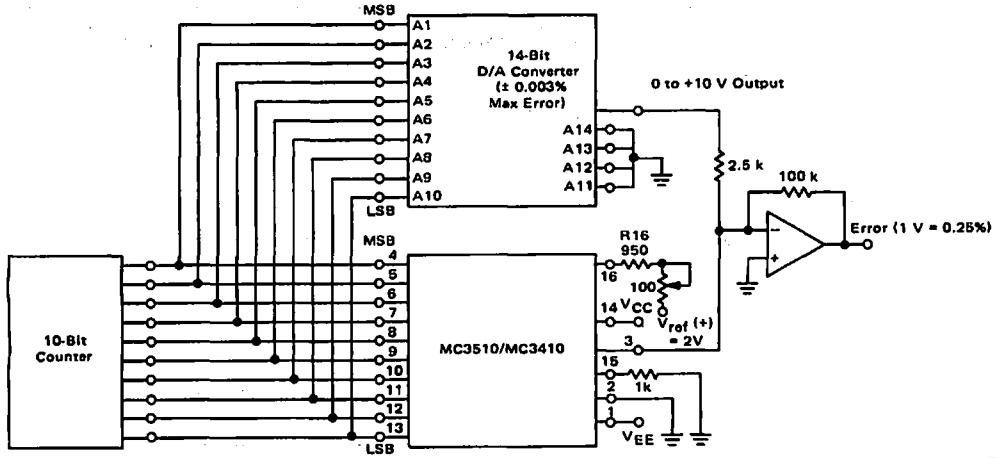 MSB
A1
A2
A3
A4
A5
A6
A7
A8
A9
A10
LSB
14-Bit
D/A Converter
(± 0.003%
Max Error)
A14
A13
A12
A11
0 to +10 V Output
2.5 k
100 k
-
+
Error (1 V = 0.25%)
10-Bit
Counter
MSB
4
5
6
7
8
9
10
11
12
13
LSB
MC3510/MC3410
16
14
3
15
2
1
R16
950
100
VCC
Vref (+)
= 2V
1k
VEE